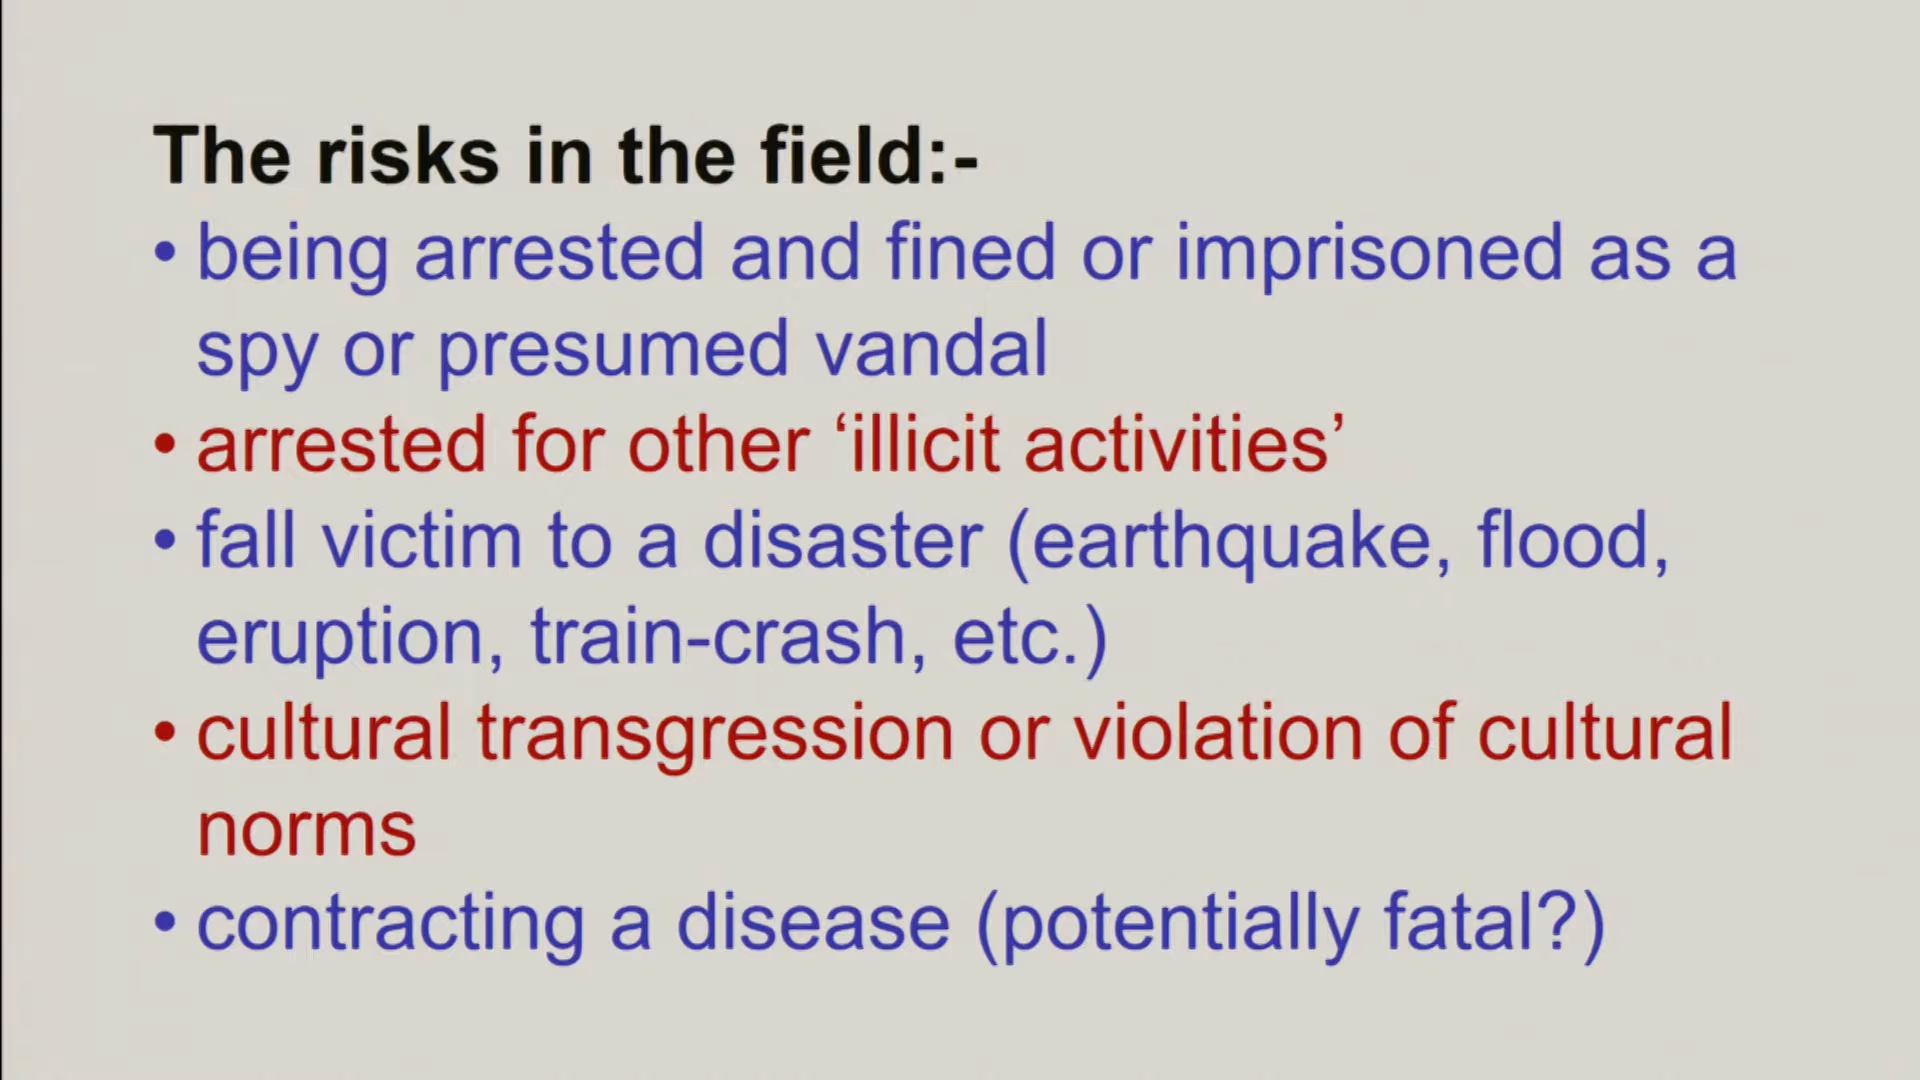 The risks in the field:-
• being arrested and fined or imprisoned as a
spy or presumed vandal
• arrested for other ‘illicit activities’
• fall victim to a disaster (earthquake, flood,
eruption, train-crash, etc.)
• cultural transgression or violation of cultural
norms
• contracting a disease (potentially fatal?)